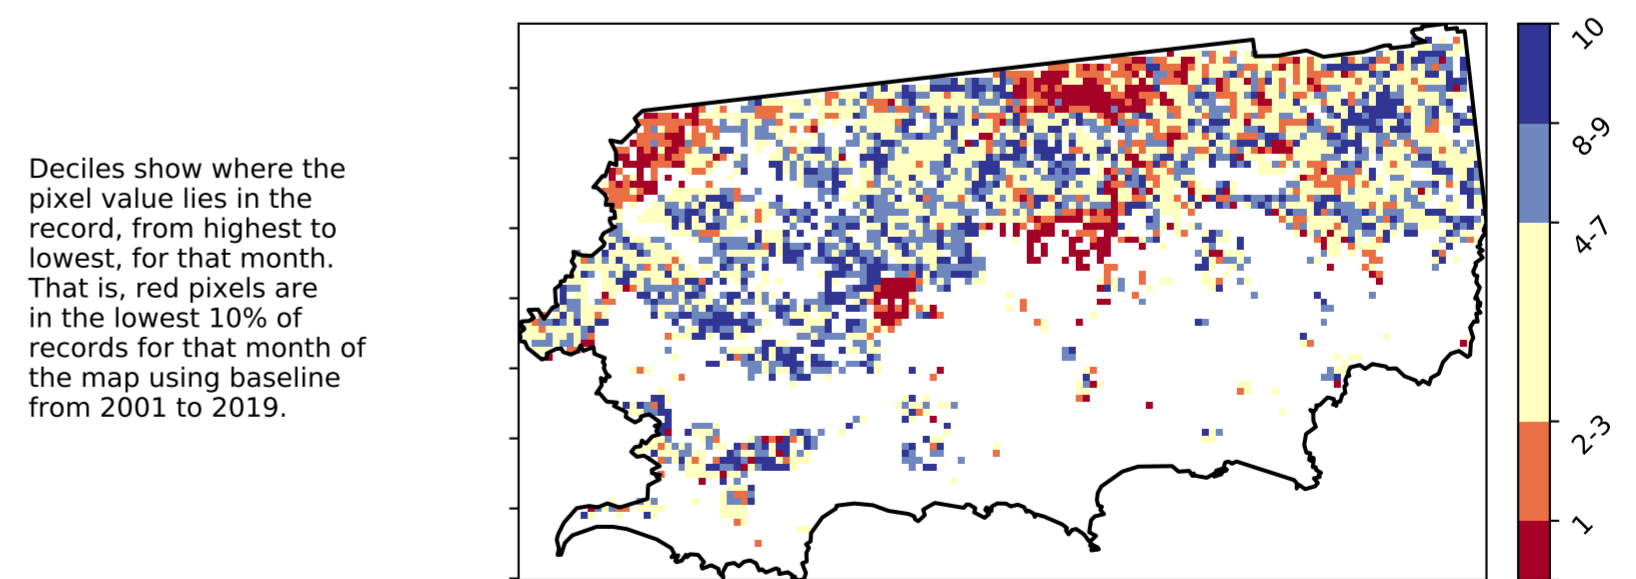 Deciles show where the
pixel value lies in the
record, from highest to
lowest, for that month.
That is, red pixels are
in the lowest 10% of
records for that month of
the map using baseline
from 2001 to 2019.
10
8-9
4-7
2-3
1